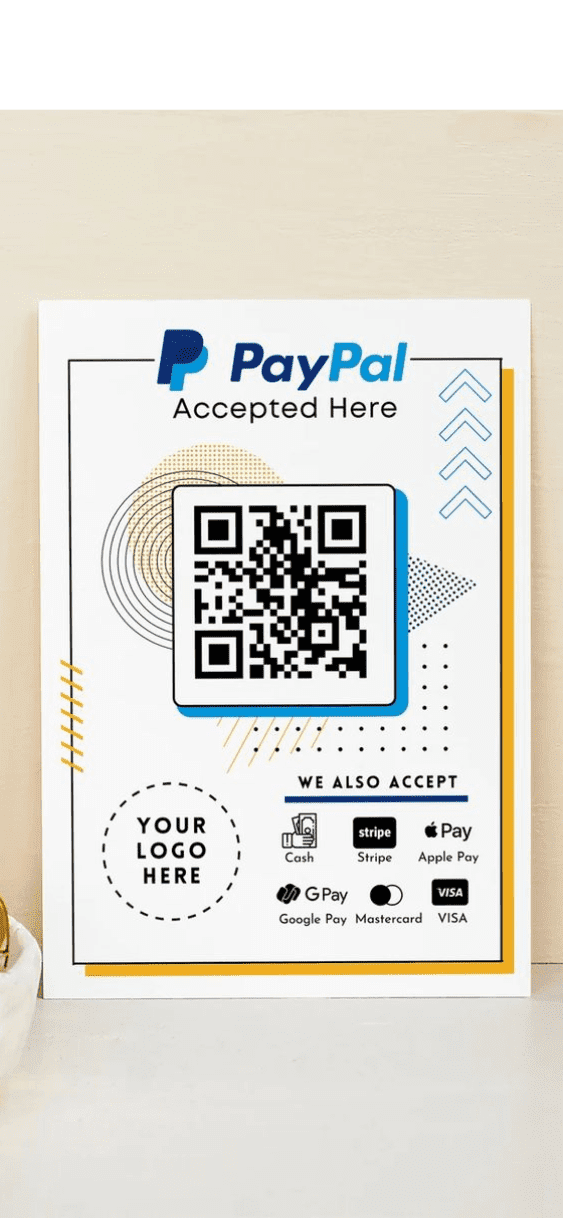 PayPal
Accepted Here
WE ALSO ACCEPT
YOUR
LOGO
HERE
Cash
stripe
Stripe
Pay
Apple Pay
G Pay
Google Pay
Mastercard
VISA
VISA